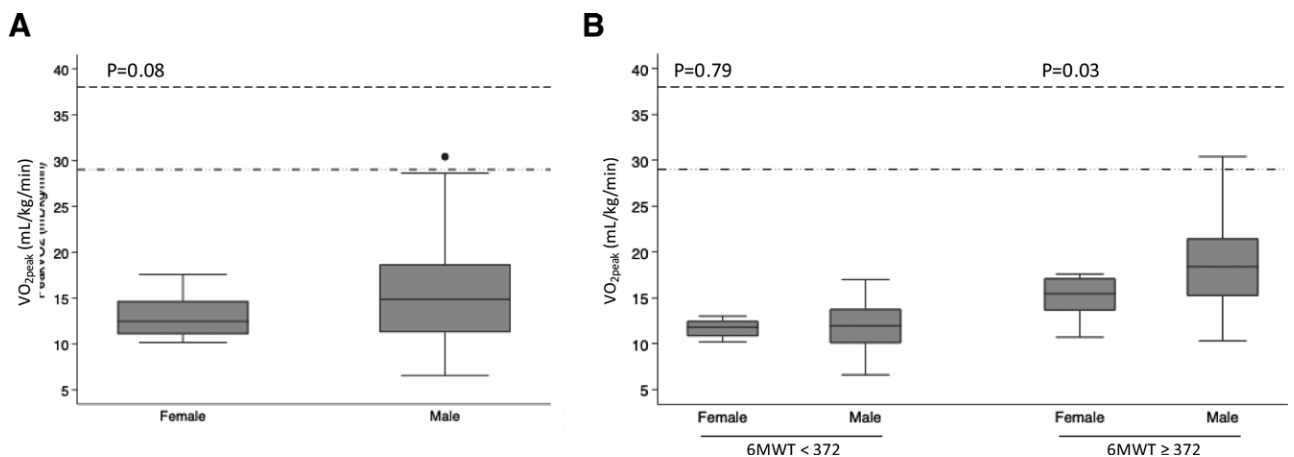 A
P=0.08
40
35
30
25
20
15
10
5
VO2peak (mL/kg/min)
Female Male
B
P=0.79 P=0.03
40
35
30
25
20
15
10
5
VO2peak (mL/kg/min)
Female Male Female Male
6MWT < 372 6MWT ≥ 372